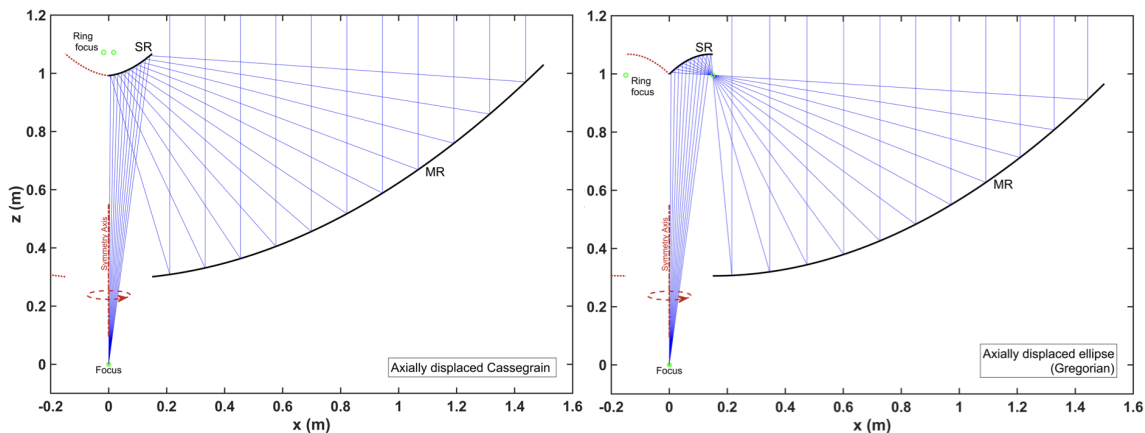 1.2
1
0.8
0.6
0.4
0.2
0
z (m)
-0.2 0 0.2 0.4 0.6 0.8 1 1.2 1.4 1.6
x (m)
Ring
focus
SR
MR
Symmetry Axis
Focus
Axially displaced Cassegrain
1.2
1
0.8
0.6
0.4
0.2
0
-0.2 0 0.2 0.4 0.6 0.8 1 1.2 1.4 1.6
x (m)
SR
Ring
focus
MR
Symmetry Axis
Focus
Axially displaced ellipse
(Gregorian)